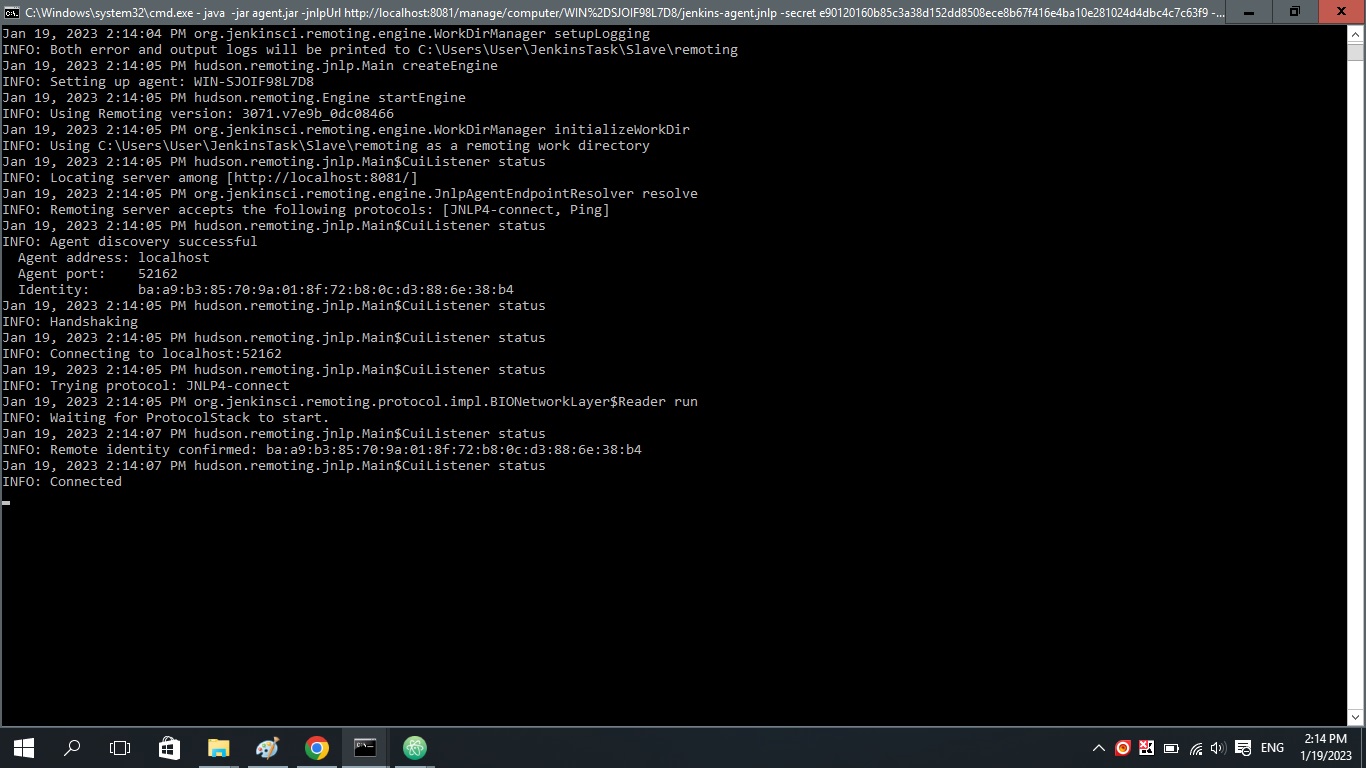 C:\Windows\system32\cmd.exe - java -jar agent.jar -jnlpUrl http://localhost:8081/manage/computer/WIN%2DSJOIF98L7D8/jenkins-agent.jnlp -secret e90120160b85c3a38d152dd8508ece8b67f416e4ba10e281024d4dbc4c7c63f9 -...
Jan 19, 2023 2:14:04 PM org.jenkinsci.remoting.engine.WorkDirManager setupLogging
INFO: Both error and output logs will be printed to C:\Users\User\JenkinsTask\Slave\remoting
Jan 19, 2023 2:14:05 PM hudson.remoting.jnlp.Main createEngine
INFO: Setting up agent: WIN-SJOIF98L7D8
Jan 19, 2023 2:14:05 PM hudson.remoting.Engine startEngine
INFO: Using Remoting version: 3071.v7e9b_0dc08466
Jan 19, 2023 2:14:05 PM org.jenkinsci.remoting.engine.WorkDirManager initializeWorkDir
INFO: Using C:\Users\User\JenkinsTask\Slave\remoting as a remoting work directory
Jan 19, 2023 2:14:05 PM hudson.remoting.jnlp.Main$CuiListener status
INFO: Locating server among [http://localhost:8081/]
Jan 19, 2023 2:14:05 PM org.jenkinsci.remoting.engine.JnlpAgentEndpointResolver resolve
INFO: Remoting server accepts the following protocols: [JNLP4-connect, Ping]
Jan 19, 2023 2:14:05 PM hudson.remoting.jnlp.Main$CuiListener status
INFO: Agent discovery successful
Agent address: localhost
Agent port: 52162
Identity: ba:a9:b3:85:70:9a:01:8f:72:b8:0c:d3:88:6e:38:b4
Jan 19, 2023 2:14:05 PM hudson.remoting.jnlp.Main$CuiListener status
INFO: Handshaking
Jan 19, 2023 2:14:05 PM hudson.remoting.jnlp.Main$CuiListener status
INFO: Connecting to localhost:52162
Jan 19, 2023 2:14:05 PM hudson.remoting.jnlp.Main$CuiListener status
INFO: Trying protocol: JNLP4-connect
Jan 19, 2023 2:14:05 PM org.jenkinsci.remoting.protocol.impl.BIONetworkLayer$Reader run
INFO: Waiting for ProtocolStack to start.
Jan 19, 2023 2:14:07 PM hudson.remoting.jnlp.Main$CuiListener status
INFO: Remote identity confirmed: ba:a9:b3:85:70:9a:01:8f:72:b8:0c:d3:88:6e:38:b4
Jan 19, 2023 2:14:07 PM hudson.remoting.jnlp.Main$CuiListener status
INFO: Connected
ENG
2:14 PM
1/19/2023